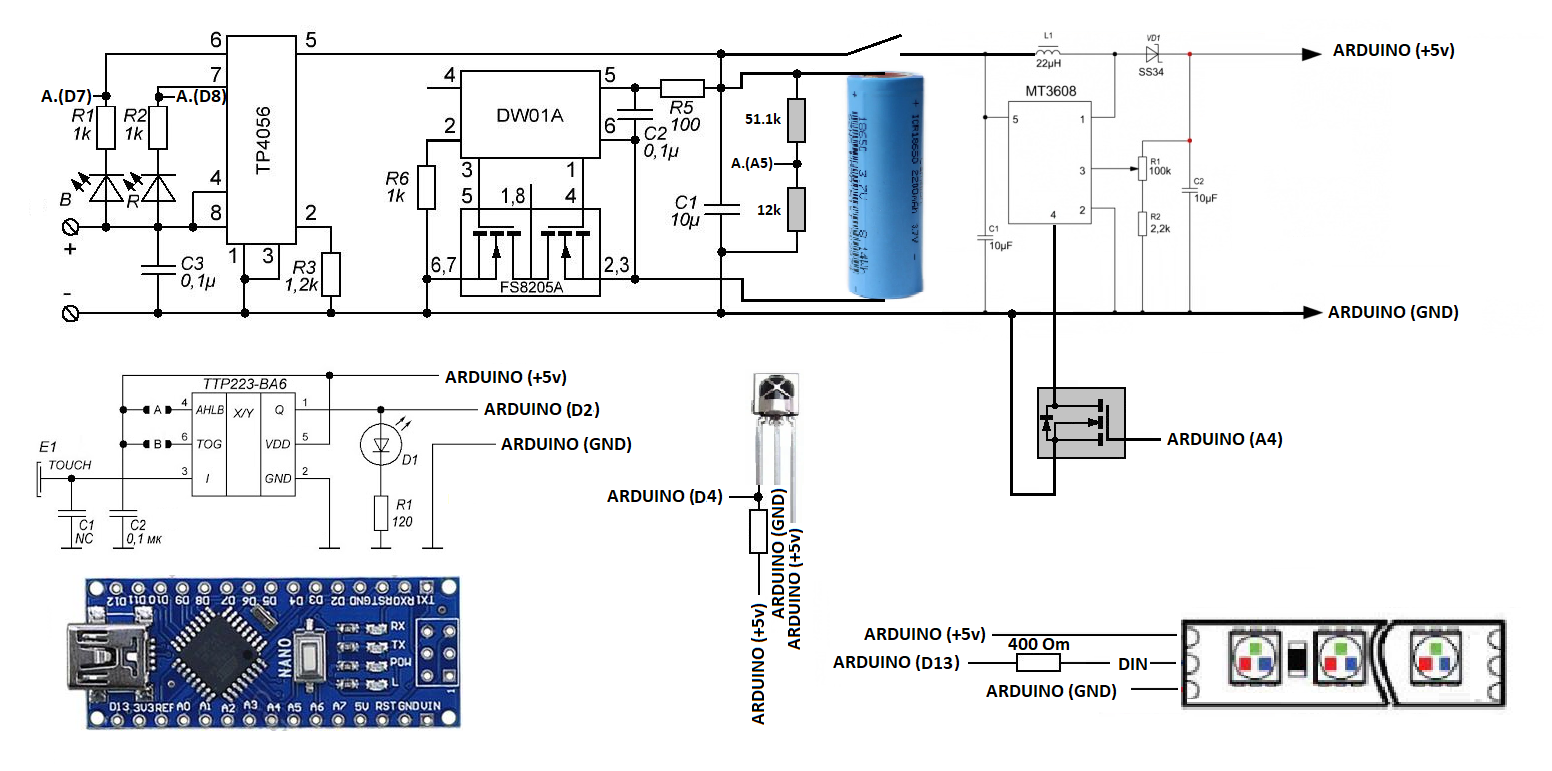 6
5
7
A.(D7)
A.(D8)
R1
1k
R2
1k
TP4056
B
R
4
8
2
+
-
1
3
C3
0,1µ
R3
1,2k
4
5
DW01A
2
6
3
1
R6
1k
5
1,8
4
6,7
2,3
FS8205A
C2
0,1µ
R5
100
C1
10µ
51.1k
A.(A5)
12k
+
+
ICR18650 2200mAh 3.7V
-
L1
22µH
VD1
SS34
MT3608
5
1
3
2
4
R1
100k
R2
2,2k
C1
10µF
C2
10µF
ARDUINO (+5v)
ARDUINO (GND)
ARDUINO (A4)
TTP223-BA6
ARDUINO (+5v)
A
4
AHLB
X/Y
Q
1
ARDUINO (D2)
B
6
TOG
VDD
5
ARDUINO (GND)
E1
TOUCH
3
I
GND
2
D1
C1
NC
C2
0,1 мк
R1
120
ARDUINO (D4)
ARDUINO (+5v)
ARDUINO (GND)
ARDUINO (+5v)
D12 D11 D10 D9 D8 D7 D6 D5 D4 D3 D2 GND RST RX0 TX1
NANO
RX
TX
POW
L
1
D13 3V3 REF A0 A1 A2 A3 A4 A5 A6 A7 5V RST GND VIN
ARDUINO (+5v)
400 Om
ARDUINO (D13)
DIN
ARDUINO (GND)